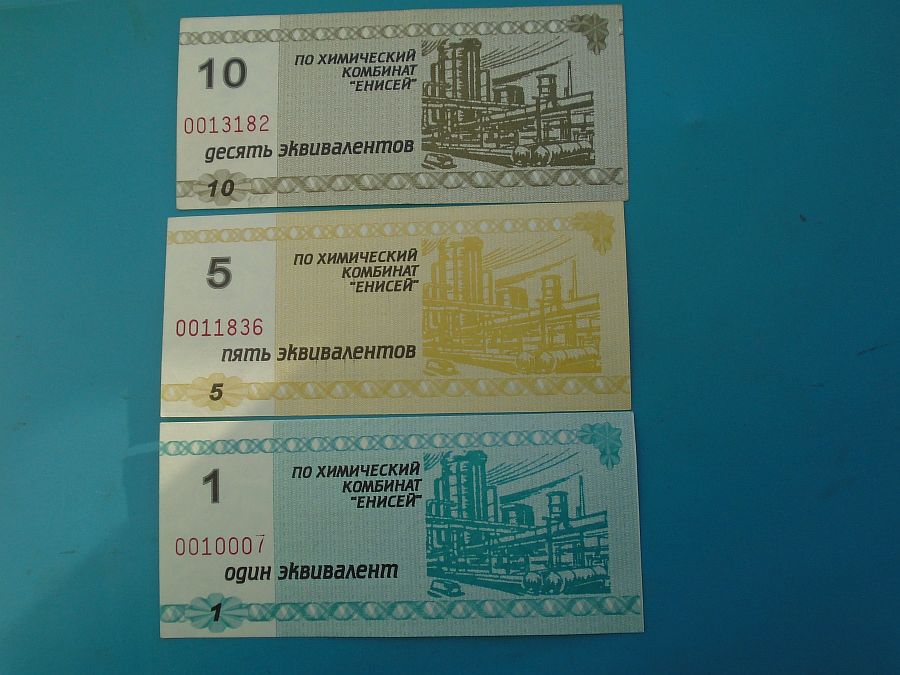 10
ПО ХИМИЧЕСКИЙ
КОМБИНАТ
"ЕНИСЕЙ"
0013182
десять эквивалентов
10
5
ПО ХИМИЧЕСКИЙ
КОМБИНАТ
"ЕНИСЕЙ"
0011836
пять эквивалентов
5
1
ПО ХИМИЧЕСКИЙ
КОМБИНАТ
"ЕНИСЕЙ"
0010007
один эквивалент
1